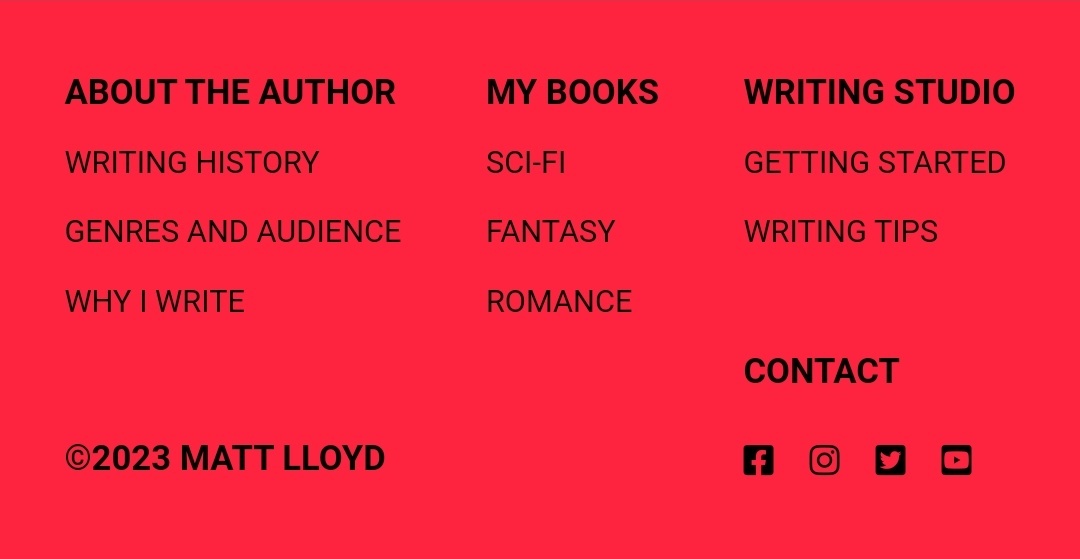 ABOUT THE AUTHOR
WRITING HISTORY
GENRES AND AUDIENCE
WHY I WRITE
MY BOOKS
SCI-FI
FANTASY
ROMANCE
WRITING STUDIO
GETTING STARTED
WRITING TIPS
CONTACT
©2023 MATT LLOYD